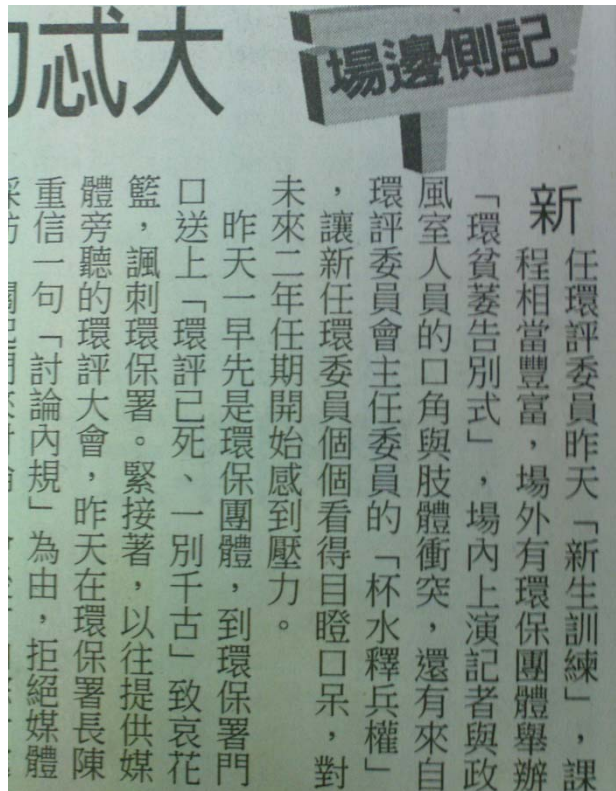 場邊側記
忒大
新任環評委員昨天「新生訓練」，課
程相當豐富，場外有環保團體舉辦
「環貧萎告別式」，場內上演記者與政
風室人員的口角與肢體衝突，還有來自
環評委員會主任委員的「杯水釋兵權」
，讓新任環委員個個看得目瞪口呆，對
未來二年任期開始感到壓力。
昨天一早先是環保團體，到環保署門
口送上「環評已死、一別千古」致哀花
籃，諷刺環保署。緊接著，以往提供媒
體旁聽的環評大會，昨天在環保署長陳
重信一句「討論內規」為由，拒絕媒體